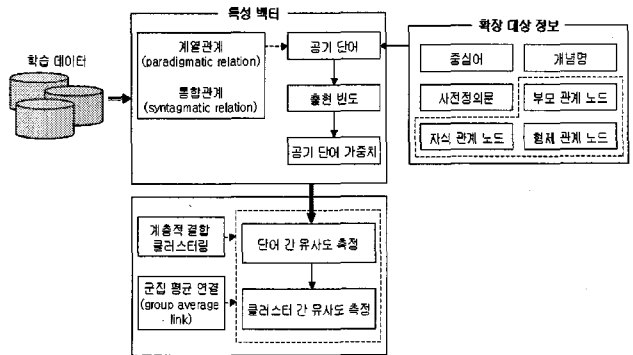 특성 벡터
확장 대상 정보
학습 데이터
계열관계
(paradigmatic relation)
통합관계
(syntagmatic relation)
공기 단어
출현 빈도
공기 단어 가중치
중심어
개념명
사전정의문
부모 관계 노드
자식 관계 노드
형제 관계 노드
계층적 결합
클러스터링
군집 평균 연결
(group average
link)
단어 간 유사도 측정
클러스터 간 유사도 측정